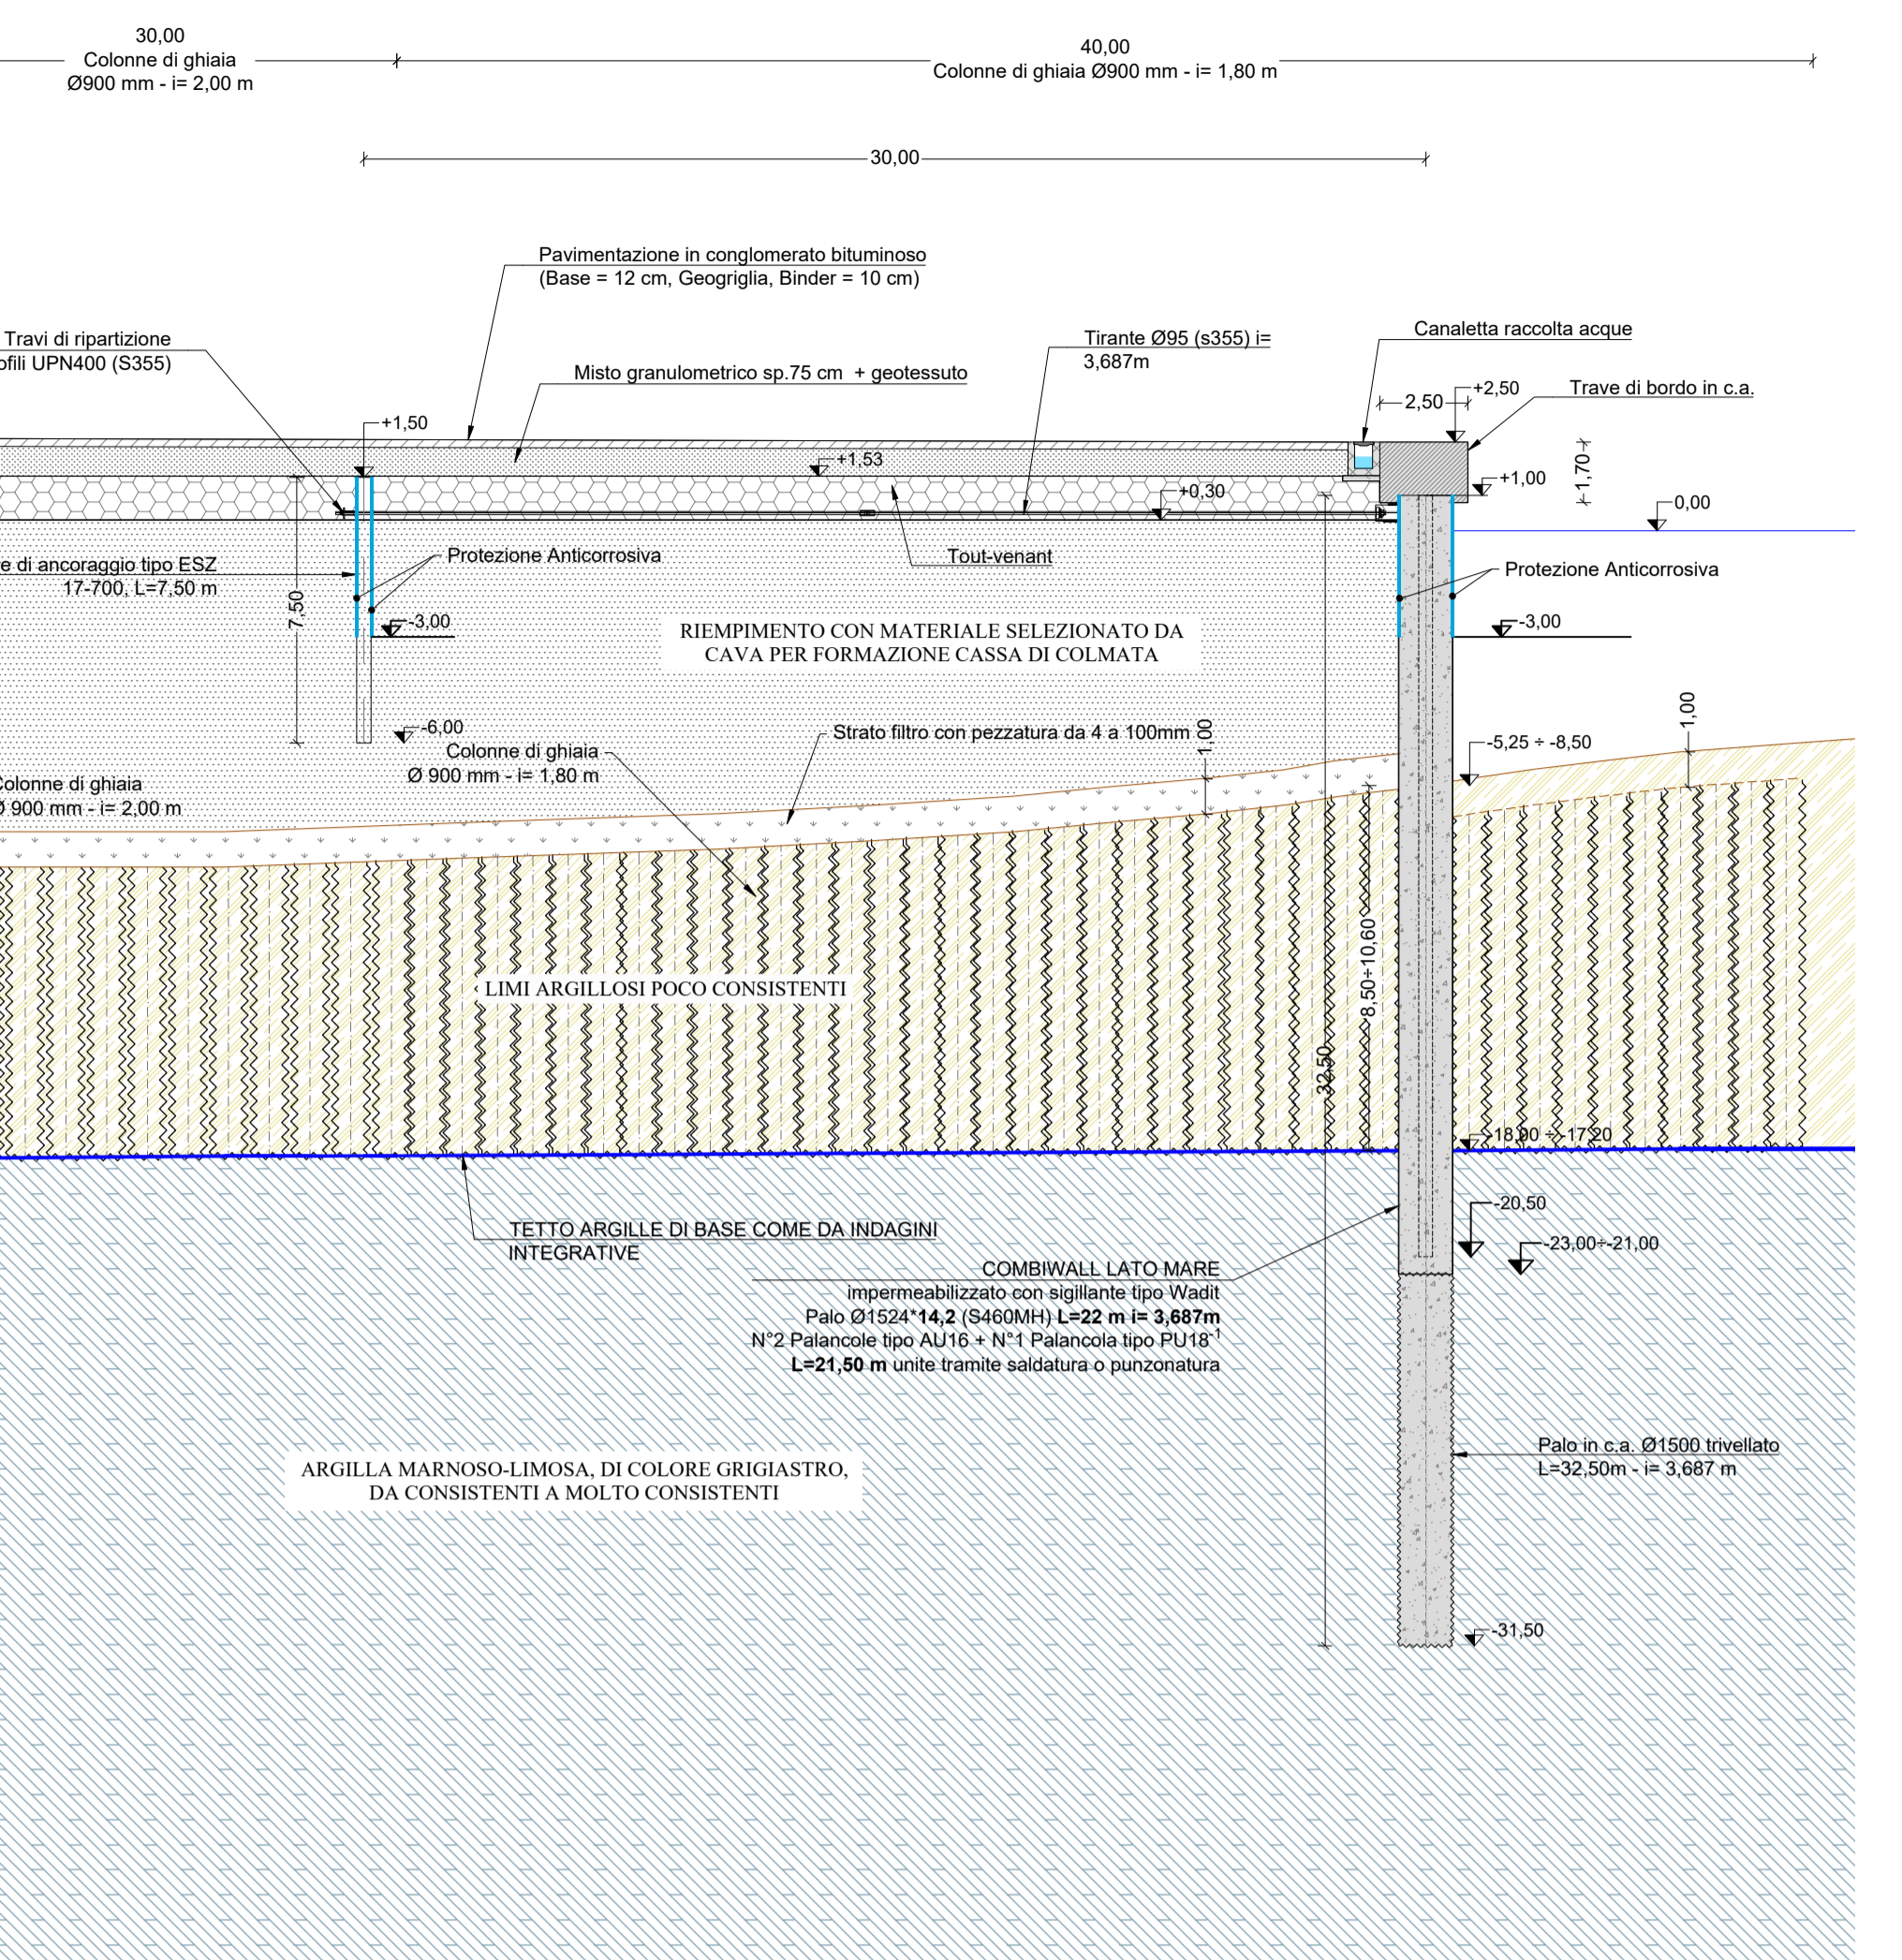 30,00
Colonne di ghiaia
Ø900 mm - i= 2,00 m
40,00
Colonne di ghiaia Ø900 mm - i= 1,80 m
30,00
Pavimentazione in conglomerato bituminoso
(Base = 12 cm, Geogriglia, Binder = 10 cm)
Travi di ripartizione
ofili UPN400 (S355)
Misto granulometrico sp.75 cm + geotessuto
Tirante Ø95 (s355) i=
3,687m
Canaletta raccolta acque
+2,50
Trave di bordo in c.a.
2,50
+1,50
+1,53
1,70
+1,00
+0,30
0,00
e di ancoraggio tipo ESZ
17-700, L=7,50 m
Protezione Anticorrosiva
Tout-venant
Protezione Anticorrosiva
7,50
-3,00
-3,00
RIEMPIMENTO CON MATERIALE SELEZIONATO DA
CAVA PER FORMAZIONE CASSA DI COLMATA
-6,00
Strato filtro con pezzatura da 4 a 100mm
1,00
1,00
-5,25 ÷ -8,50
Colonne di ghiaia
Ø 900 mm - i= 1,80 m
Colonne di ghiaia
Ø 900 mm - i= 2,00 m
LIMI ARGILLOSI POCO CONSISTENTI
8,50÷10,60
32,50
-18,00 ÷ -17,20
-20,50
-23,00÷-21,00
TETTO ARGILLE DI BASE COME DA INDAGINI
INTEGRATIVE
COMBIWALL LATO MARE
impermeabilizzato con sigillante tipo Wadit
Palo Ø1524*14,2 (S460MH) L=22 m i= 3,687m
N°2 Palancole tipo AU16 + N°1 Palancola tipo PU18-1
L=21,50 m unite tramite saldatura o punzonatura
Palo in c.a. Ø1500 trivellato
L=32,50m - i= 3,687 m
ARGILLA MARNOSO-LIMOSA, DI COLORE GRIGIASTRO,
DA CONSISTENTI A MOLTO CONSISTENTI
-31,50